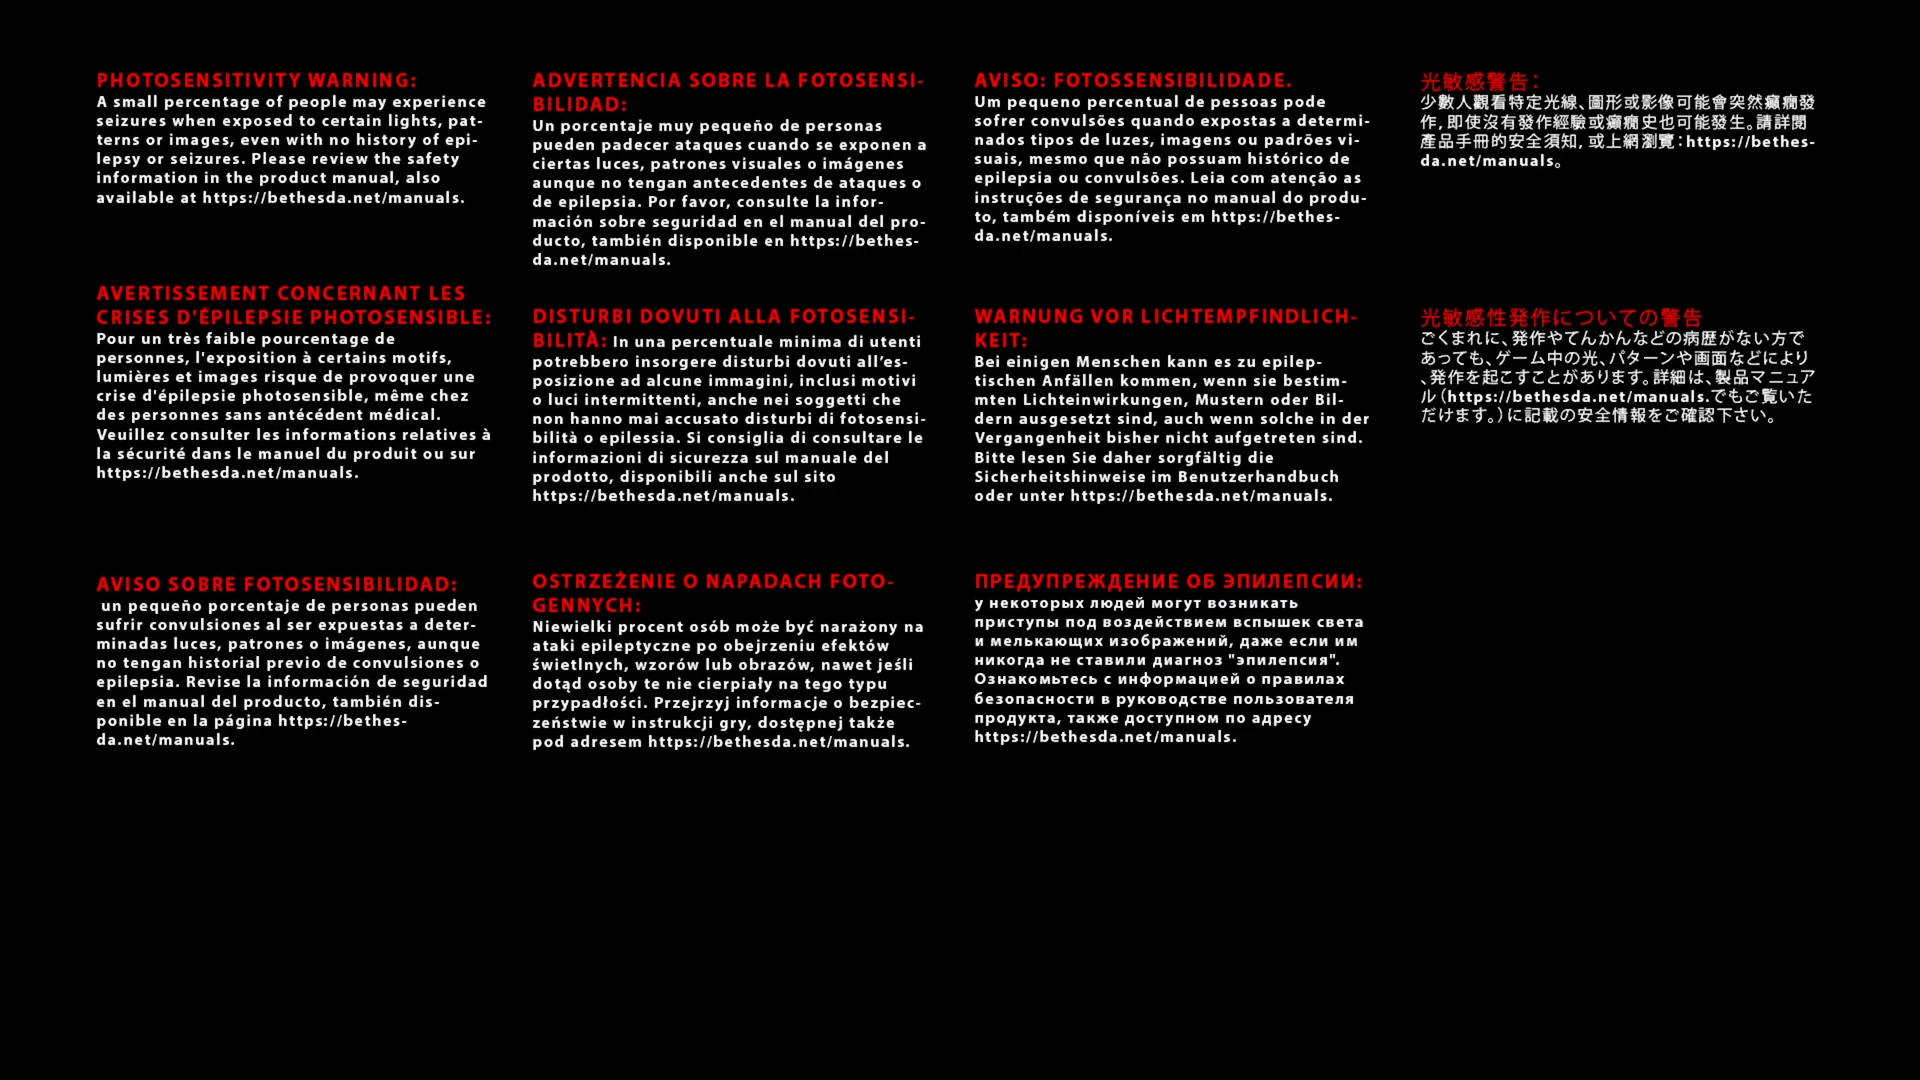 PHOTOSENSITIVITY WARNING:
A small percentage of people may experience
seizures when exposed to certain lights, pat-
terns or images, even with no history of epi-
lepsy or seizures. Please review the safety
information in the product manual, also
available at https://bethesda.net/manuals.
AVERTISSEMENT CONCERNANT LES
CRISES D'ÉPILEPSIE PHOTOSENSIBLE:
Pour un très faible pourcentage de
personnes, l'exposition à certains motifs,
lumières et images risque de provoquer une
crise d'épilepsie photosensible, même chez
des personnes sans antécédent médical.
Veuillez consulter les informations relatives à
la sécurité dans le manuel du produit ou sur
https://bethesda.net/manuals.
AVISO SOBRE FOTOSENSIBILIDAD:
un pequeño porcentaje de personas pueden
sufrir convulsiones al ser expuestas a deter-
minadas luces, patrones o imágenes, aunque
no tengan historial previo de convulsiones o
epilepsia. Revise la información de seguridad
en el manual del producto, también dis-
ponible en la página https://bethes-
da.net/manuals.
ADVERTENCIA SOBRE LA FOTOSENSI-
BILIDAD:
Un porcentaje muy pequeño de personas
pueden padecer ataques cuando se exponen a
ciertas luces, patrones visuales o imágenes
aunque no tengan antecedentes de ataques o
de epilepsia. Por favor, consulte la infor-
mación sobre seguridad en el manual del pro-
ducto, también disponible en https://bethes-
da.net/manuals.
DISTURBI DOVUTI ALLA FOTOSENSI-
BILITÀ: In una percentuale minima di utenti
potrebbero insorgere disturbi dovuti all’es-
posizione ad alcune immagini, inclusi motivi
o luci intermittenti, anche nei soggetti che
non hanno mai accusato disturbi di fotosensi-
bilità o epilessia. Si consiglia di consultare le
informazioni di sicurezza sul manuale del
prodotto, disponibili anche sul sito
https://bethesda.net/manuals.
OSTRZEŻENIE O NAPADACH FOTO-
GENNYCH:
Niewielki procent osób może być narażony na
ataki epileptyczne po obejrzeniu efektów
świetlnych, wzorów lub obrazów, nawet jeśli
dotąd osoby te nie cierpiały na tego typu
przypadłości. Przejrzyj informacje o bezpiec-
zeństwie w instrukcji gry, dostępnej także
pod adresem https://bethesda.net/manuals.
AVISO: FOTOSSENSIBILIDADE.
Um pequeno percentual de pessoas pode
sofrer convulsões quando expostas a determi-
nados tipos de luzes, imagens ou padrões vi-
suais, mesmo que não possuam histórico de
epilepsia ou convulsões. Leia com atenção as
instruções de segurança no manual do produ-
to, também disponíveis em https://bethes-
da.net/manuals.
WARNUNG VOR LICHTEMPFINDLICH-
KEIT:
Bei einigen Menschen kann es zu epilep-
tischen Anfällen kommen, wenn sie bestim-
mten Lichteinwirkungen, Mustern oder Bil-
dern ausgesetzt sind, auch wenn solche in der
Vergangenheit bisher nicht aufgetreten sind.
Bitte lesen Sie daher sorgfältig die
Sicherheitshinweise im Benutzerhandbuch
oder unter https://bethesda.net/manuals.
ПРЕДУПРЕЖДЕНИЕ ОБ ЭПИЛЕПСИИ:
у некоторых людей могут возникать
приступы под воздействием вспышек света
и мелькающих изображений, даже если им
никогда не ставили диагноз "эпилепсия".
Ознакомьтесь с информацией о правилах
безопасности в руководстве пользователя
продукта, также доступном по адресу
https://bethesda.net/manuals.
光敏感警告：
少數人觀看特定光線、圖形或影像可能會突然癲癇發
作，即使沒有發作經驗或癲癇史也可能發生。請詳閱
產品手冊的安全須知，或上網瀏覽：https://bethes-
da.net/manuals。
光敏感性発作についての警告
ごくまれに、発作やてんかんなどの病歴がない方で
あっても、ゲーム中の光、パターンや画面などにより
、発作を起こすことがあります。詳細は、製品マニュア
ル（https://bethesda.net/manuals.でもご覧いた
だけます。）に記載の安全情報をご確認下さい。